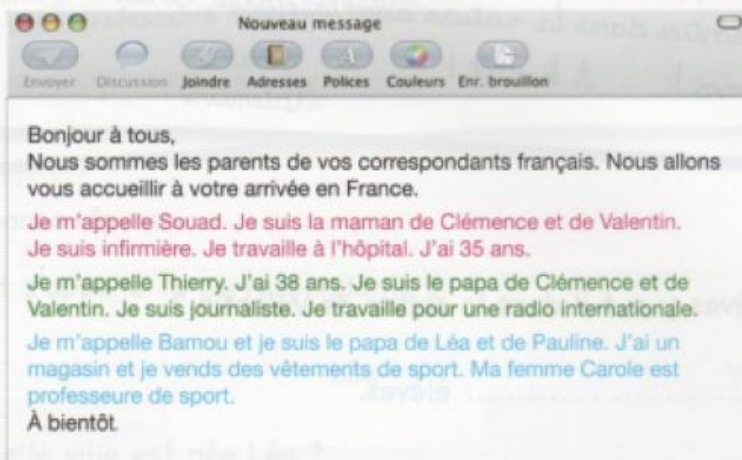 Nouveau message
Envoyer Discussion Joindre Adresses Polices Couleurs Enr. brouillon
Bonjour à tous,
Nous sommes les parents de vos correspondants français. Nous allons
vous accueillir à votre arrivée en France.
Je m'appelle Souad. Je suis la maman de Clémence et de Valentin.
Je suis infirmière. Je travaille à l'hôpital. J'ai 35 ans.
Je m'appelle Thierry. J'ai 38 ans. Je suis le papa de Clémence et de
Valentin. Je suis journaliste. Je travaille pour une radio internationale.
Je m'appelle Bamou et je suis le papa de Léa et de Pauline. J'ai un
magasin et je vends des vêtements de sport. Ma femme Carole est
professeure de sport.
À bientôt.